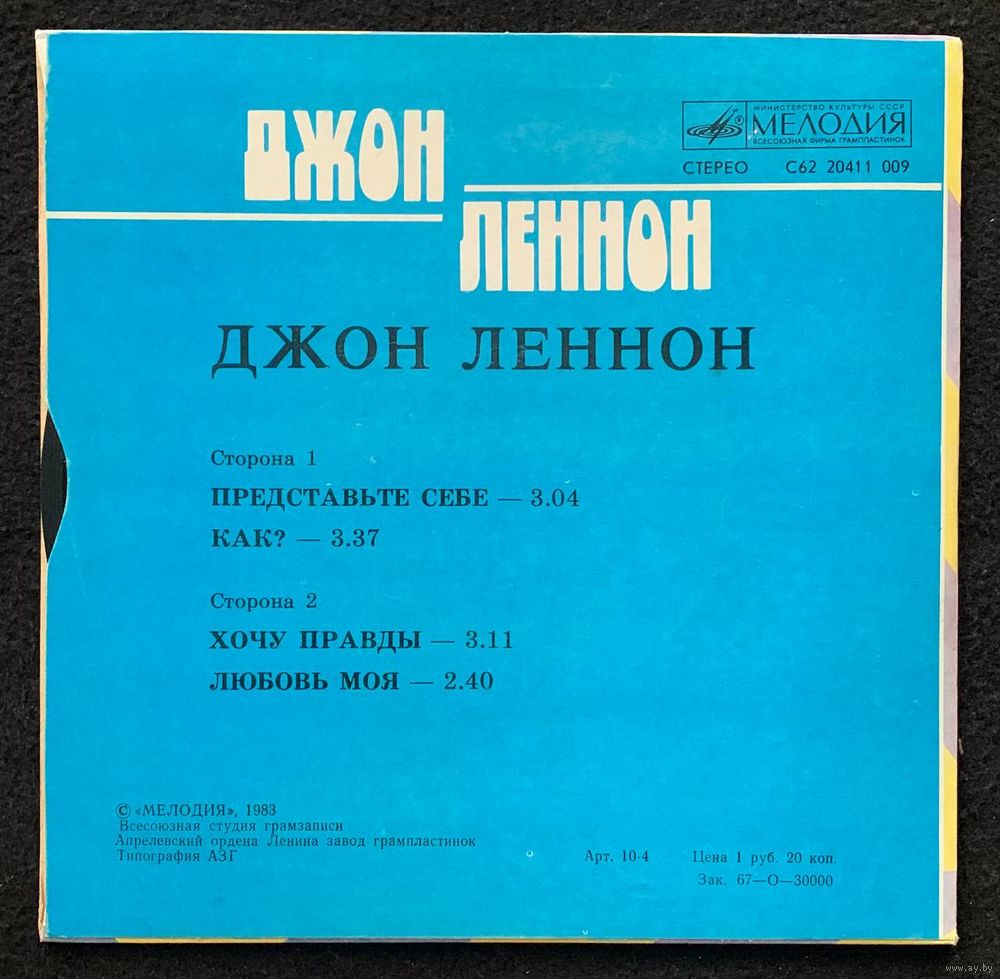 ДЖОН
ЛЕННОН
МИНИСТЕРСТВО КУЛЬТУРЫ СССР
МЕЛОДИЯ
ВСЕСОЮЗНАЯ ФИРМА ГРАМПЛАСТИНОК
СТЕРЕО С62 20411 009
ДЖОН ЛЕННОН
Сторона 1
ПРЕДСТАВЬТЕ СЕБЕ — 3.04
КАК? — 3.37
Сторона 2
ХОЧУ ПРАВДЫ — 3.11
ЛЮБОВЬ МОЯ — 2.40
© «МЕЛОДИЯ», 1983
Всесоюзная студия грамзаписи
Апрелевский ордена Ленина завод грампластинок
Типография АЗГ
Арт. 10-4 Цена 1 руб. 20 коп.
Зак. 67—О—30000
www.ay.by